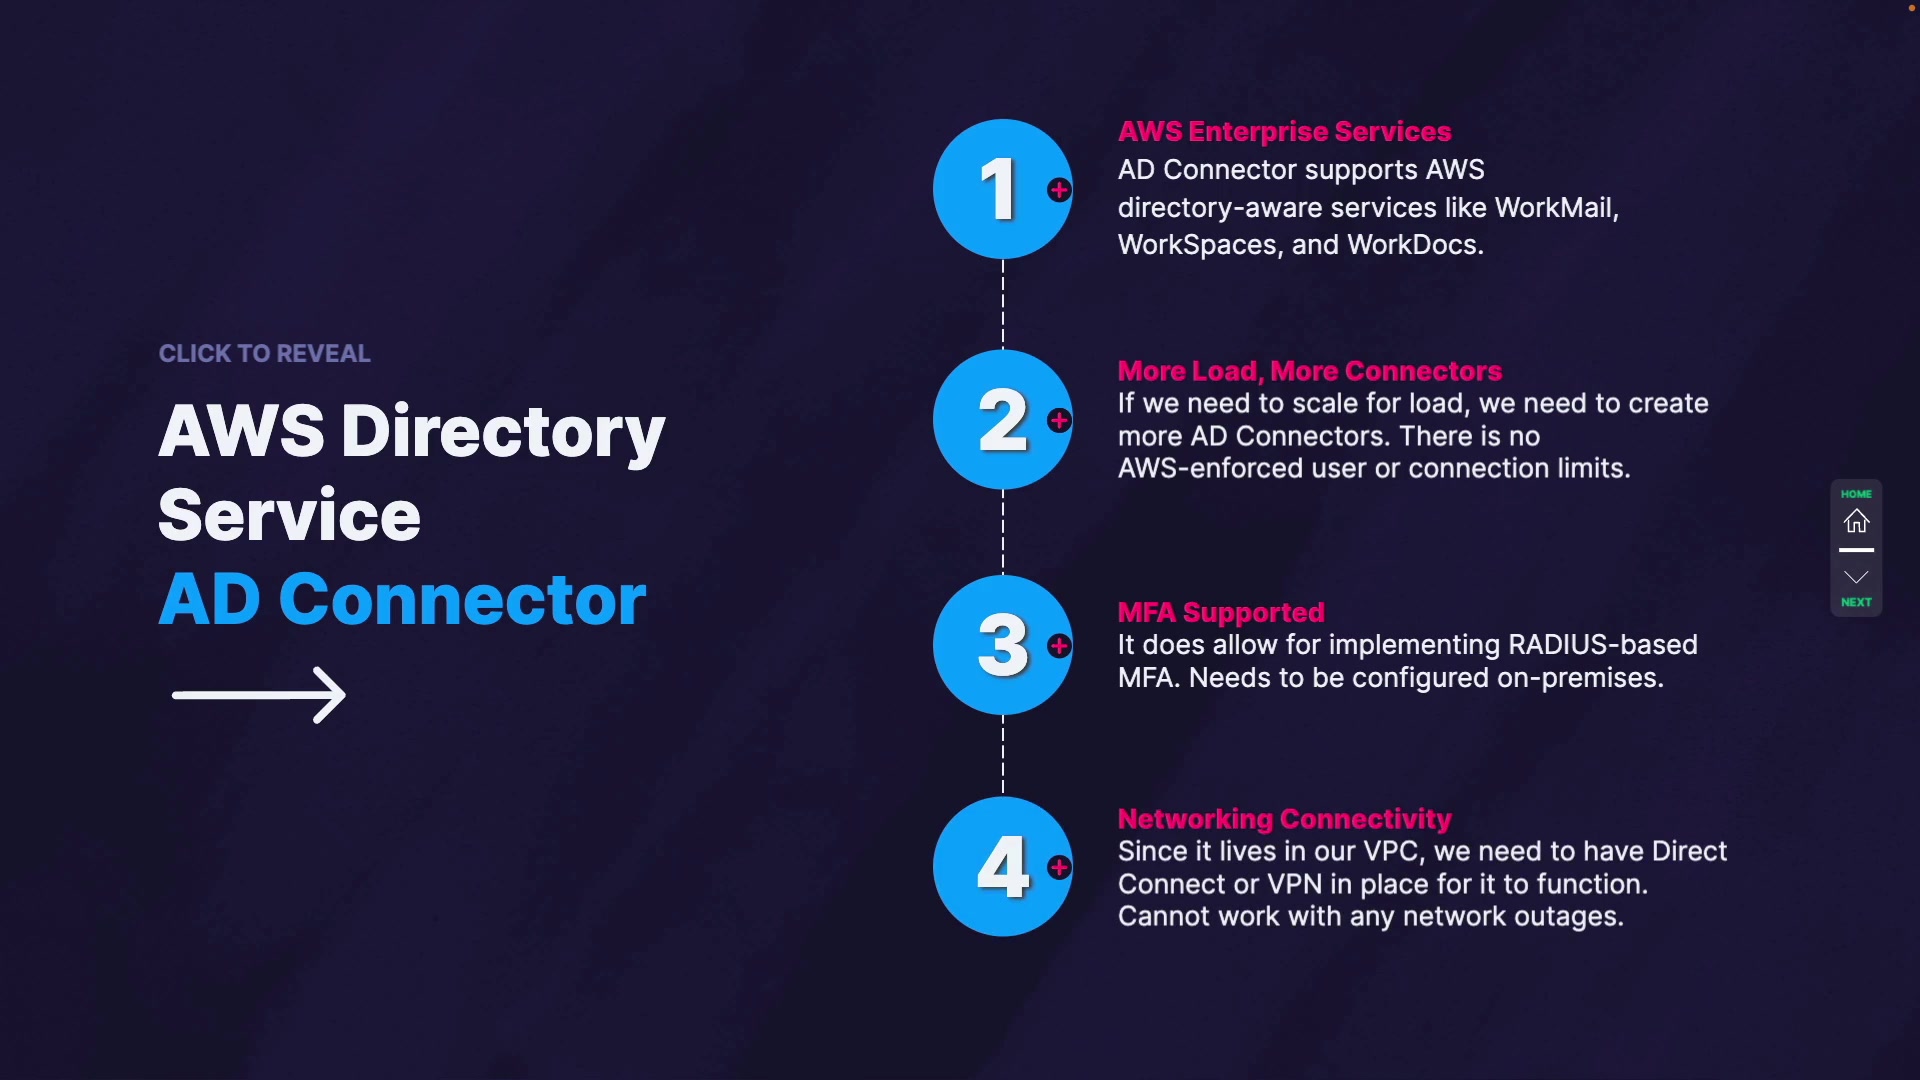 CLICK TO REVEAL
AWS Directory
Service
AD Connector
1
AWS Enterprise Services
AD Connector supports AWS
directory-aware services like WorkMail,
WorkSpaces, and WorkDocs.
2
More Load, More Connectors
If we need to scale for load, we need to create
more AD Connectors. There is no
AWS-enforced user or connection limits.
3
MFA Supported
It does allow for implementing RADIUS-based
MFA. Needs to be configured on-premises.
4
Networking Connectivity
Since it lives in our VPC, we need to have Direct
Connect or VPN in place for it to function.
Cannot work with any network outages.
HOME
NEXT